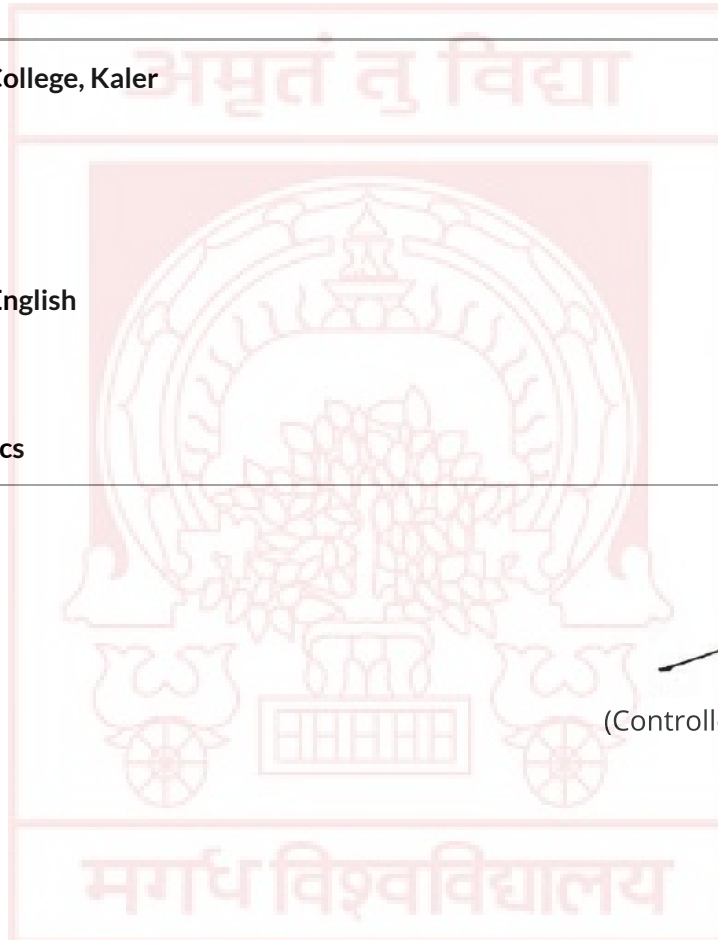 अमृतं तु विद्या
College, Kaler
English
cs
(Controll
मगध विश्वविद्यालय